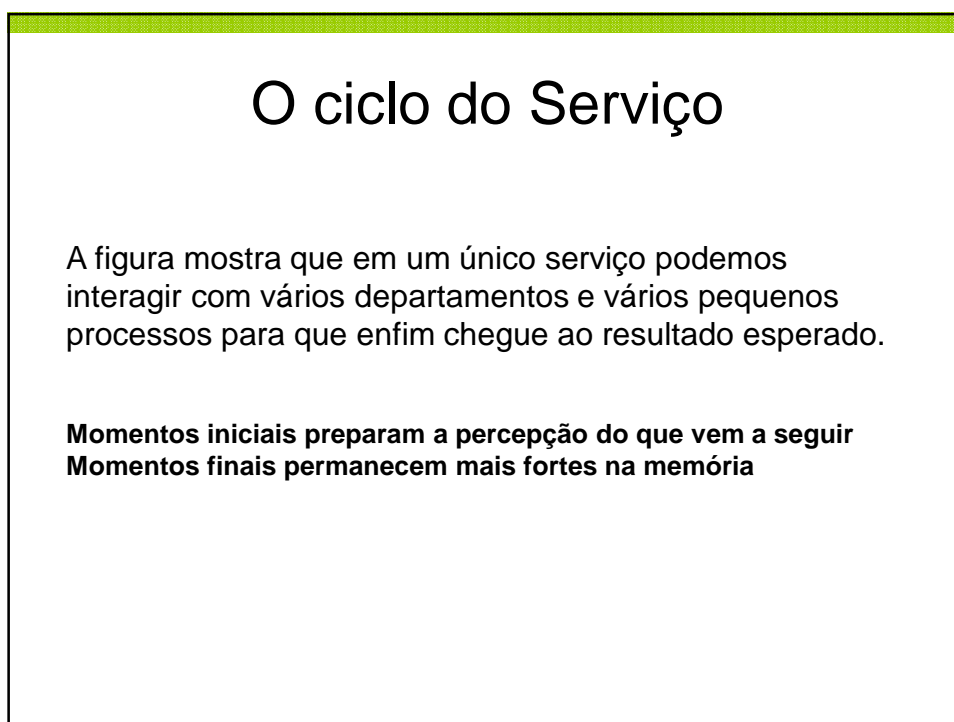 O ciclo do Serviço
A figura mostra que em um único serviço podemos
interagir com vários departamentos e vários pequenos
processos para que enfim chegue ao resultado esperado.
Momentos iniciais preparam a percepção do que vem a seguir
Momentos finais permanecem mais fortes na memória